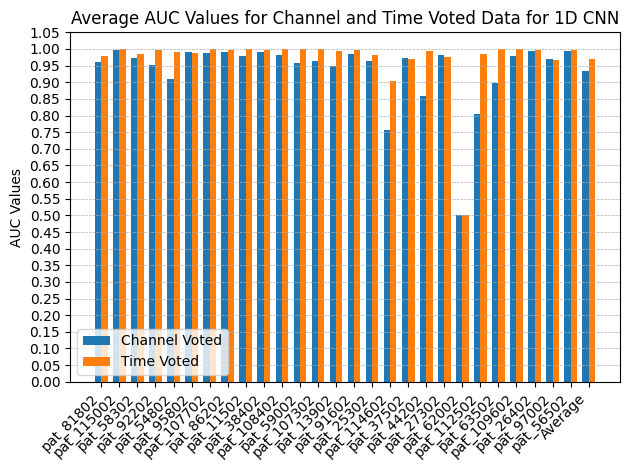 Average AUC Values for Channel and Time Voted Data for 1D CNN
1.05
1.00
0.95
0.90
0.85
0.80
0.75
0.70
0.65
0.60
0.55
0.50
0.45
0.40
0.35
0.30
0.25
0.20
0.15
0.10
0.05
0.00
AUC Values
Channel Voted
Time Voted
pat_81802
pat_115002
pat_58302
pat_92202
pat_54802
pat_95802
pat_107702
pat_86202
pat_11502
pat_38402
pat_108402
pat_59002
pat_107302
pat_13902
pat_91602
pat_25302
pat_114602
pat_37502
pat_44202
pat_27302
pat_62002
pat_112502
pat_63502
pat_109602
pat_26402
pat_97002
pat_56502
Average